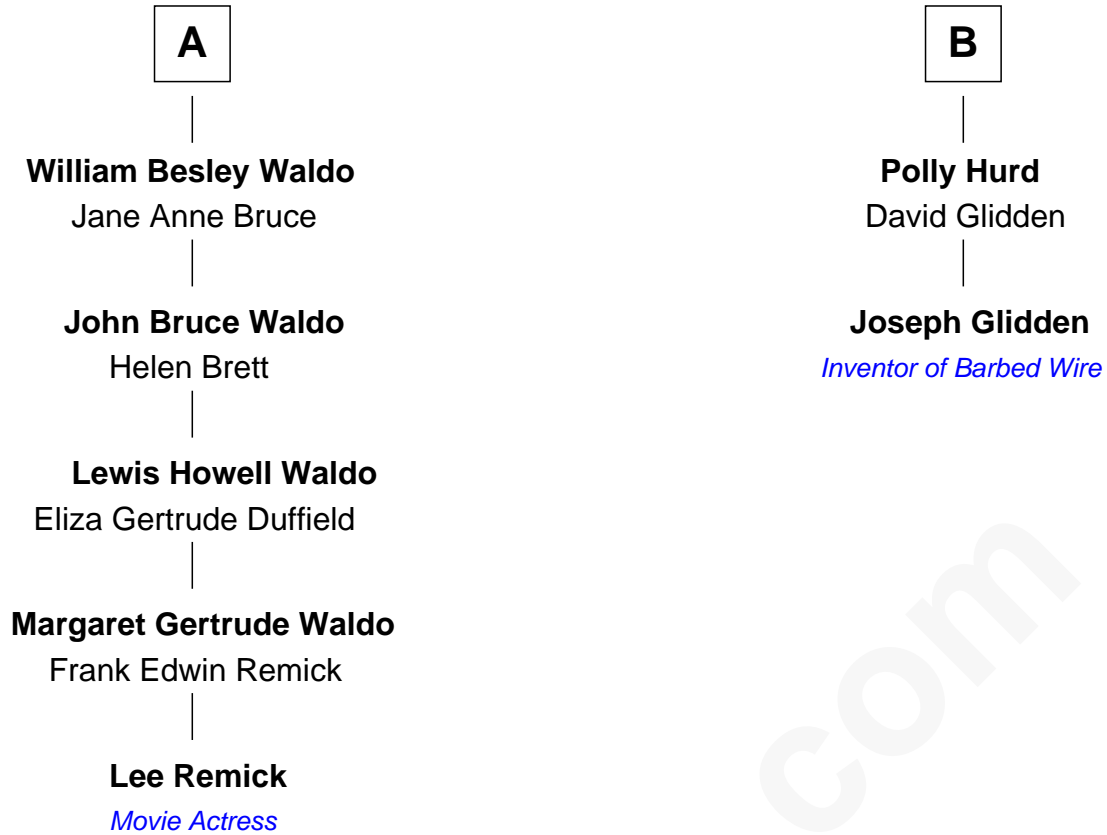 A
William Besley Waldo
Jane Anne Bruce
John Bruce Waldo
Helen Brett
Lewis Howell Waldo
Eliza Gertrude Duffield
Margaret Gertrude Waldo
Frank Edwin Remick
Lee Remick
Movie Actress
B
Polly Hurd
David Glidden
Joseph Glidden
Inventor of Barbed Wire
com